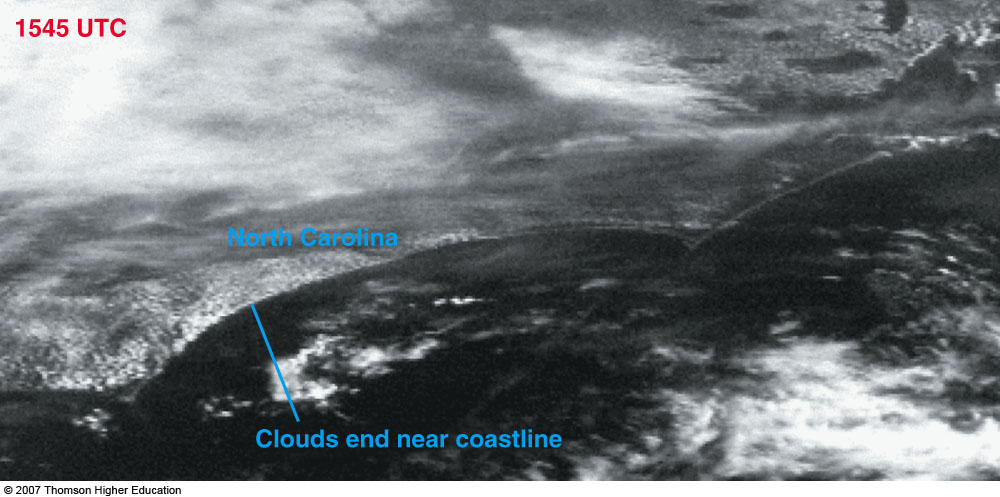 1545 UTC
North Carolina
Clouds end near coastline
© 2007 Thomson Higher Education